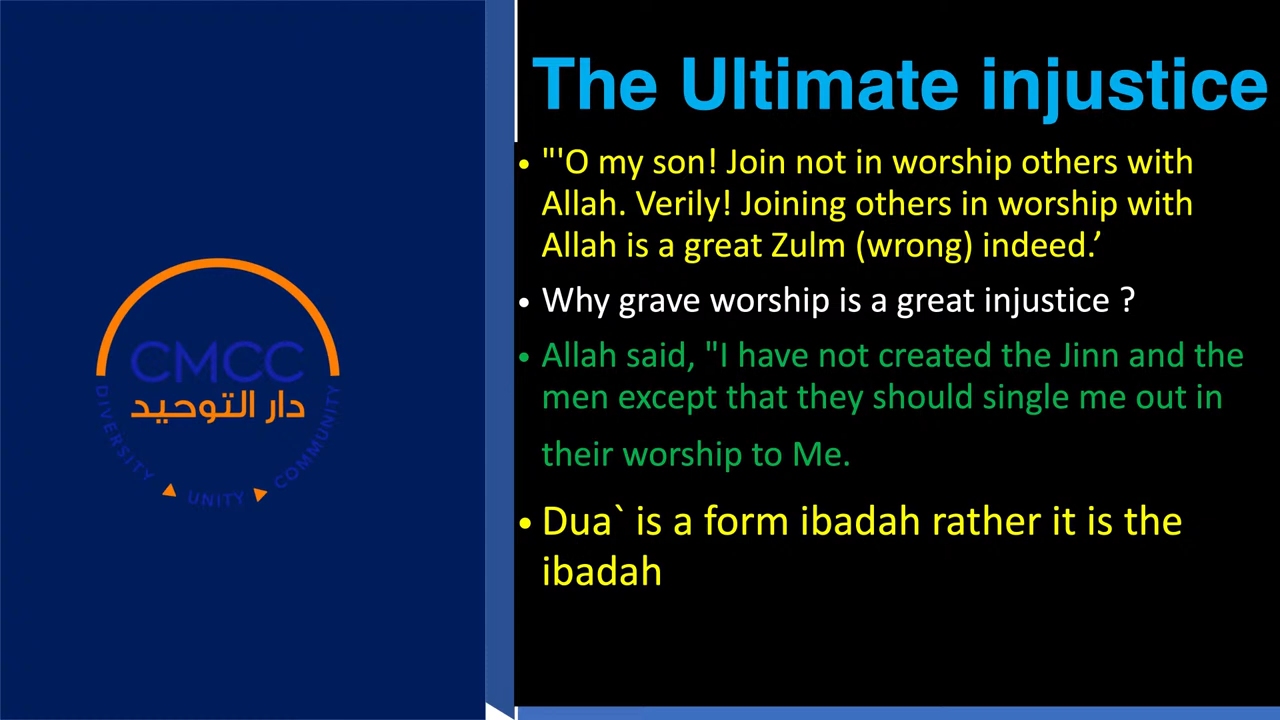 CMCC
دار التوحيد
DIVERSITY UNITY COMMUNITY
The Ultimate injustice
• "'O my son! Join not in worship others with
Allah. Verily! Joining others in worship with
Allah is a great Zulm (wrong) indeed.’
• Why grave worship is a great injustice ?
• Allah said, "I have not created the Jinn and the
men except that they should single me out in
their worship to Me.
• Dua` is a form ibadah rather it is the
ibadah